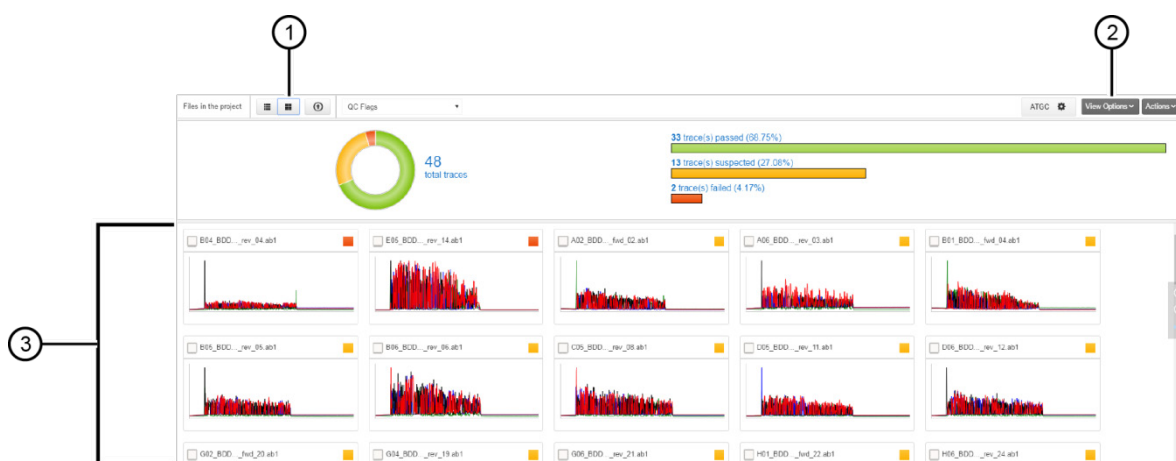 1
2
Files in the project
QC Flags
ATGC
View Options
Actions
48
total traces
33 trace(s) passed (68.75%)
13 trace(s) suspected (27.08%)
2 trace(s) failed (4.17%)
3
B04_BDD..._rev_04.ab1
E05_BDD..._rev_14.ab1
A02_BDD..._fwd_02.ab1
A06_BDD..._rev_03.ab1
B01_BDD..._fwd_04.ab1
B05_BDD..._rev_05.ab1
B06_BDD..._rev_06.ab1
C05_BDD..._rev_08.ab1
D05_BDD..._rev_11.ab1
D06_BDD..._rev_12.ab1
G02_BDD..._fwd_20.ab1
G04_BDD..._rev_19.ab1
G06_BDD..._rev_21.ab1
H01_BDD..._fwd_22.ab1
H06_BDD..._rev_24.ab1